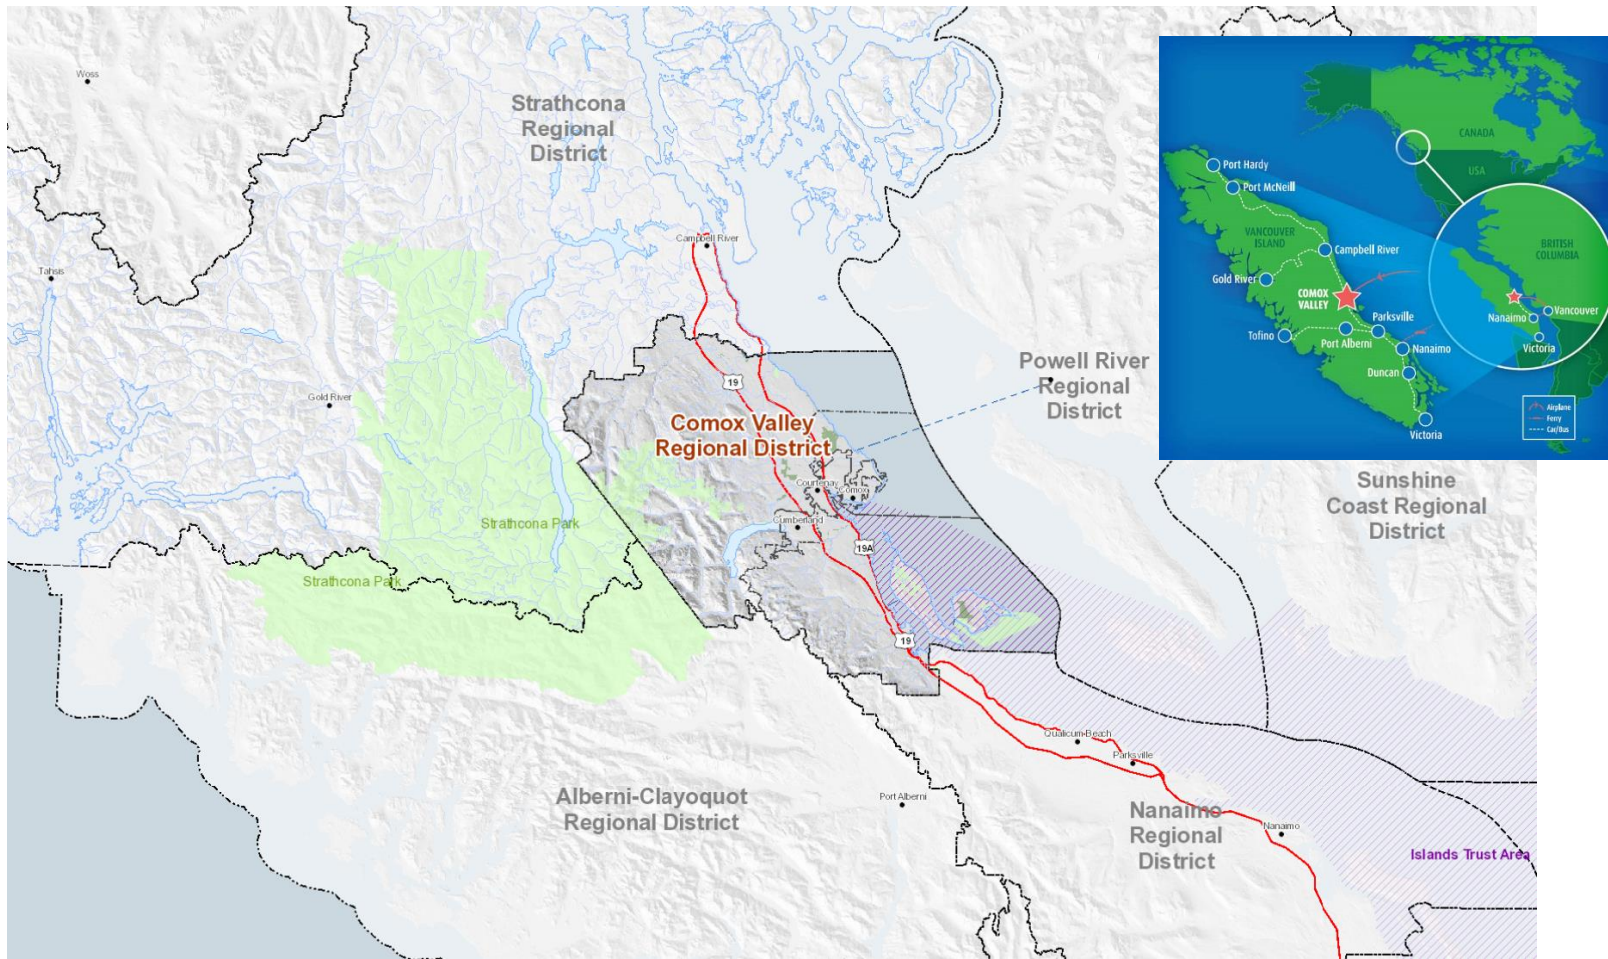 Woss
Strathcona
Regional
District
Campbell River
Tahsis
Gold River
19
Comox Valley
Regional District
Powell River
Regional
District
Courtenay
Comox
Cumberland
19A
Strathcona Park
Strathcona Park
19
Sunshine
Coast Regional
District
Qualicum Beach
Parksville
Port Alberni
Alberni-Clayoquot
Regional District
Nanaimo
Regional
District
Nanaimo
Islands Trust Area
CANADA
USA
Port Hardy
Port McNeill
VANCOUVER
ISLAND
Campbell River
Gold River
COMOX
VALLEY
Parksville
Tofino
Port Alberni
Nanaimo
Duncan
Victoria
BRITISH
COLUMBIA
Vancouver
Nanaimo
Victoria
Airplane
Ferry
Car/Bus